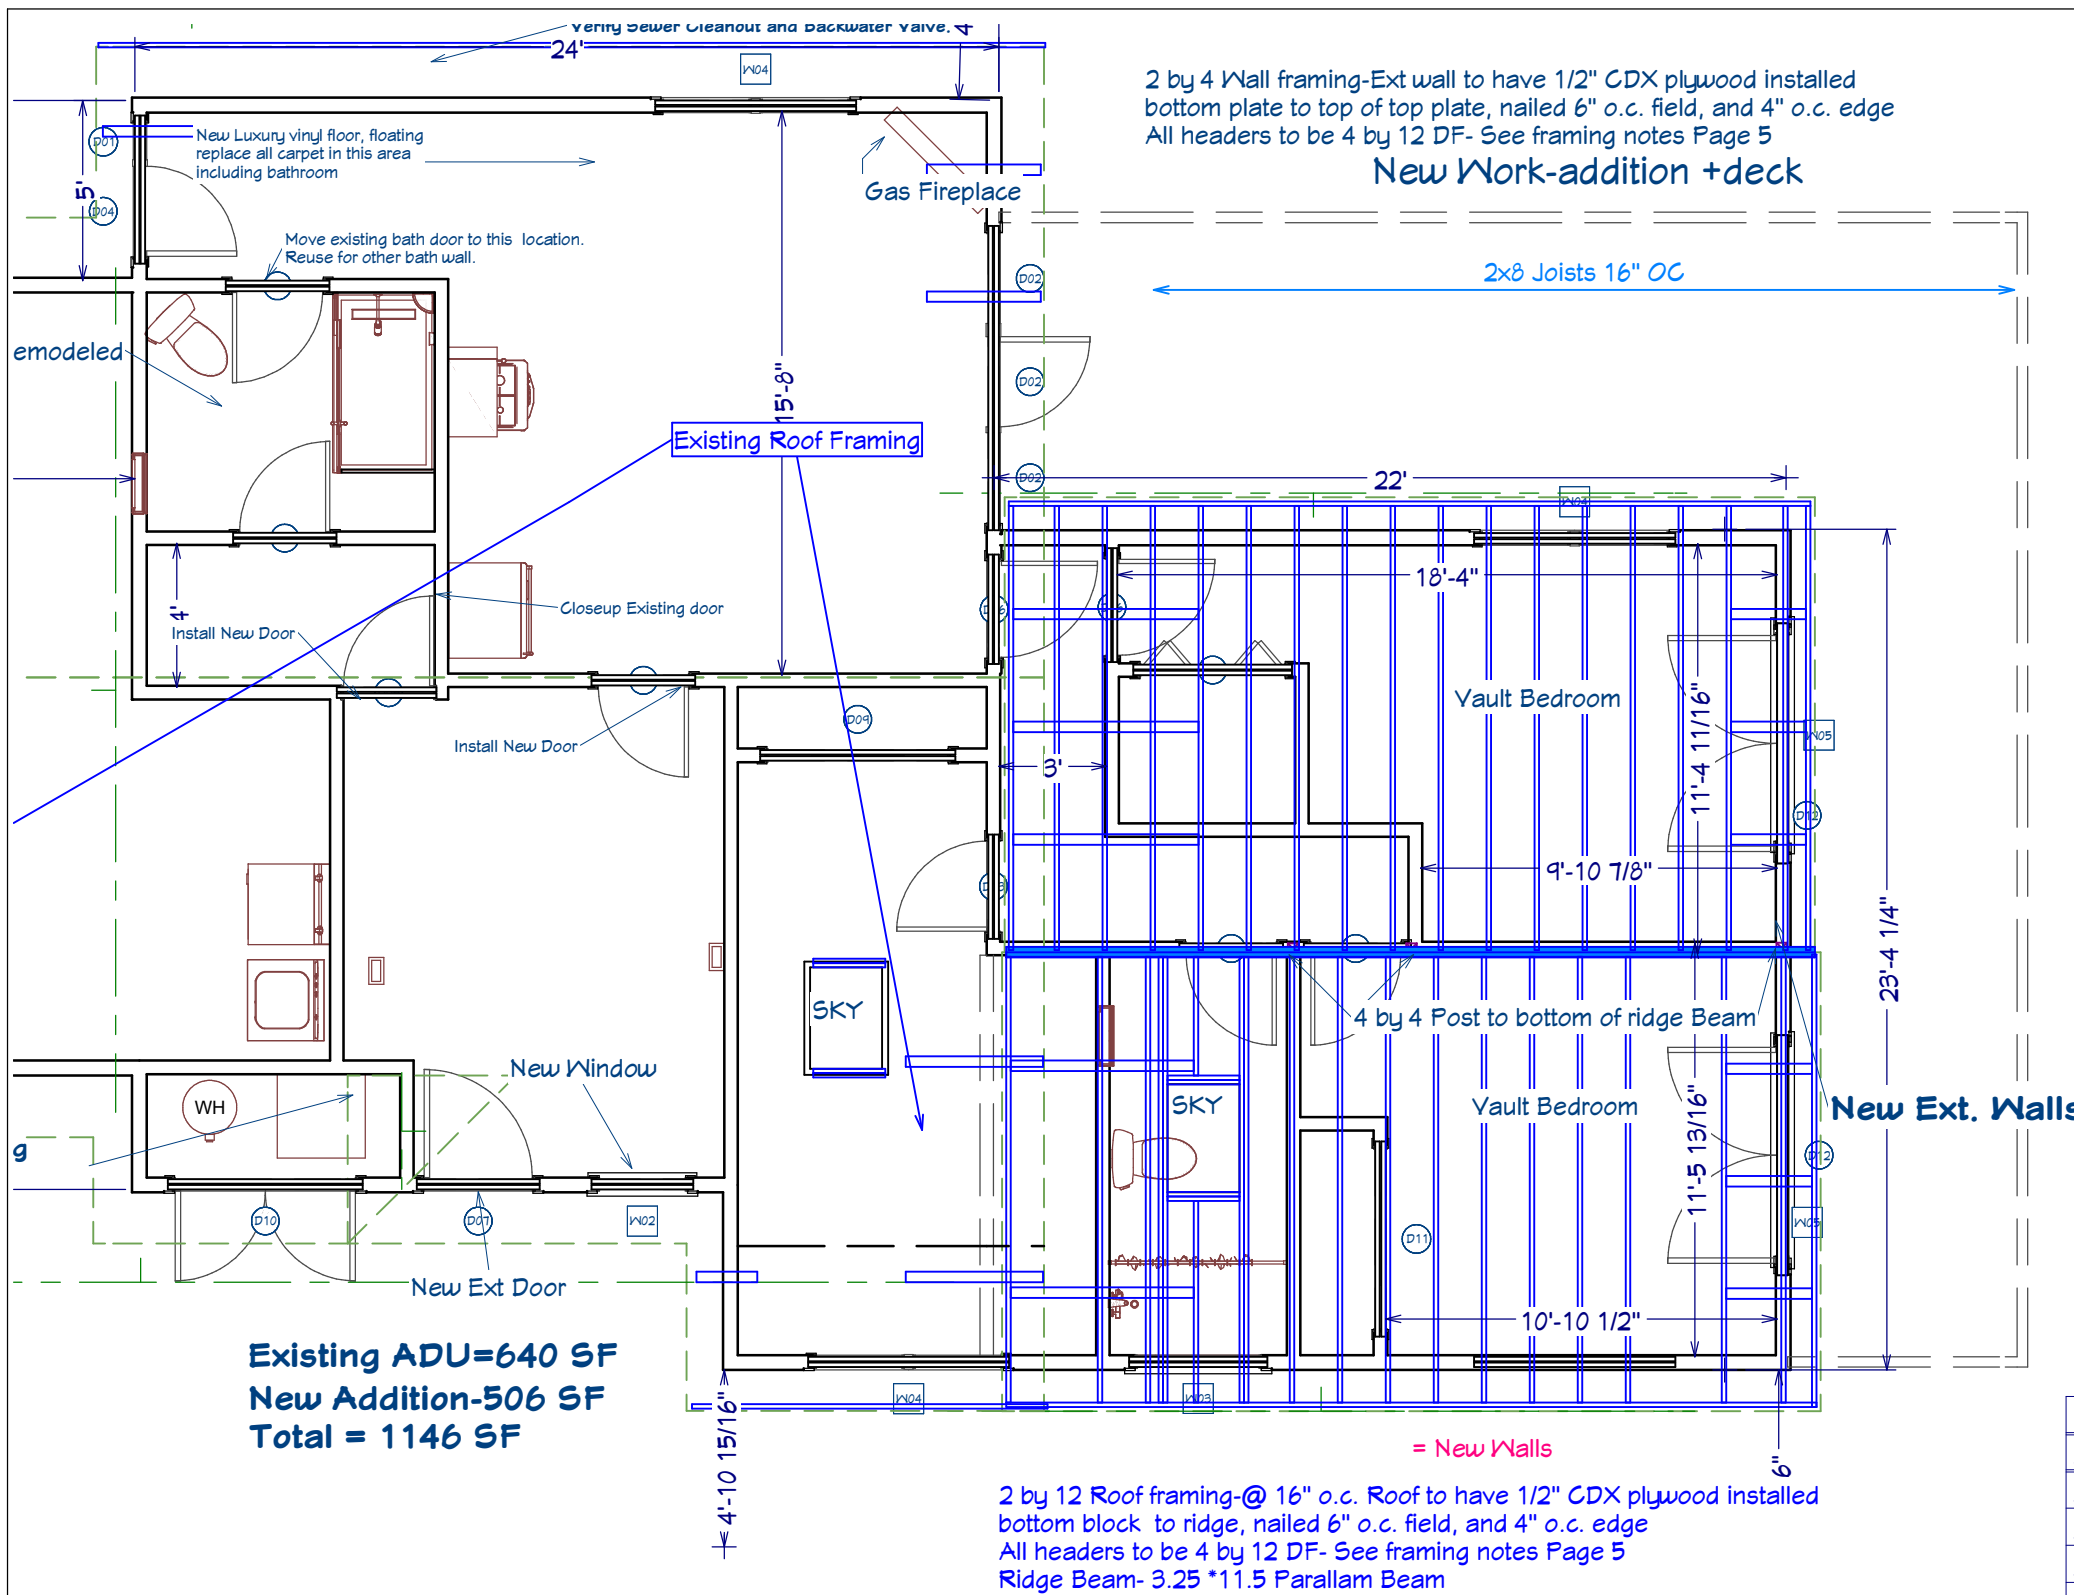 Verify Sewer Cleanout and Backwater Valve.
24'
4
W04
2 by 4 Wall framing-Ext wall to have 1/2" CDX plywood installed
bottom plate to top of top plate, nailed 6" o.c. field, and 4" o.c. edge
All headers to be 4 by 12 DF- See framing notes Page 5
New Work-addition +deck
D01
New Luxury vinyl floor, floating
replace all carpet in this area
including bathroom
5'
D04
Gas Fireplace
Move existing bath door to this location.
Reuse for other bath wall.
D02
2x8 Joists 16" OC
emodeled
15'-8"
D02
Existing Roof Framing
D02
22'
W04
18'-4"
4'
Closeup Existing door
Install New Door
Vault Bedroom
D09
Install New Door
W05
3'
11'-4 11/16"
D12
9'-10 7/8"
23'-4 1/4"
SKY
4 by 4 Post to bottom of ridge Beam
New Window
WH
SKY
Vault Bedroom
New Ext. Walls
g
D12
11'-5 13/16"
D10
D07
W02
D11
W05
New Ext Door
10'-10 1/2"
Existing ADU=640 SF
New Addition-506 SF
Total = 1146 SF
W04
W03
4'-10 15/16"
= New Walls
6"
2 by 12 Roof framing-@ 16" o.c. Roof to have 1/2" CDX plywood installed
bottom block to ridge, nailed 6" o.c. field, and 4" o.c. edge
All headers to be 4 by 12 DF- See framing notes Page 5
Ridge Beam- 3.25 *11.5 Parallam Beam